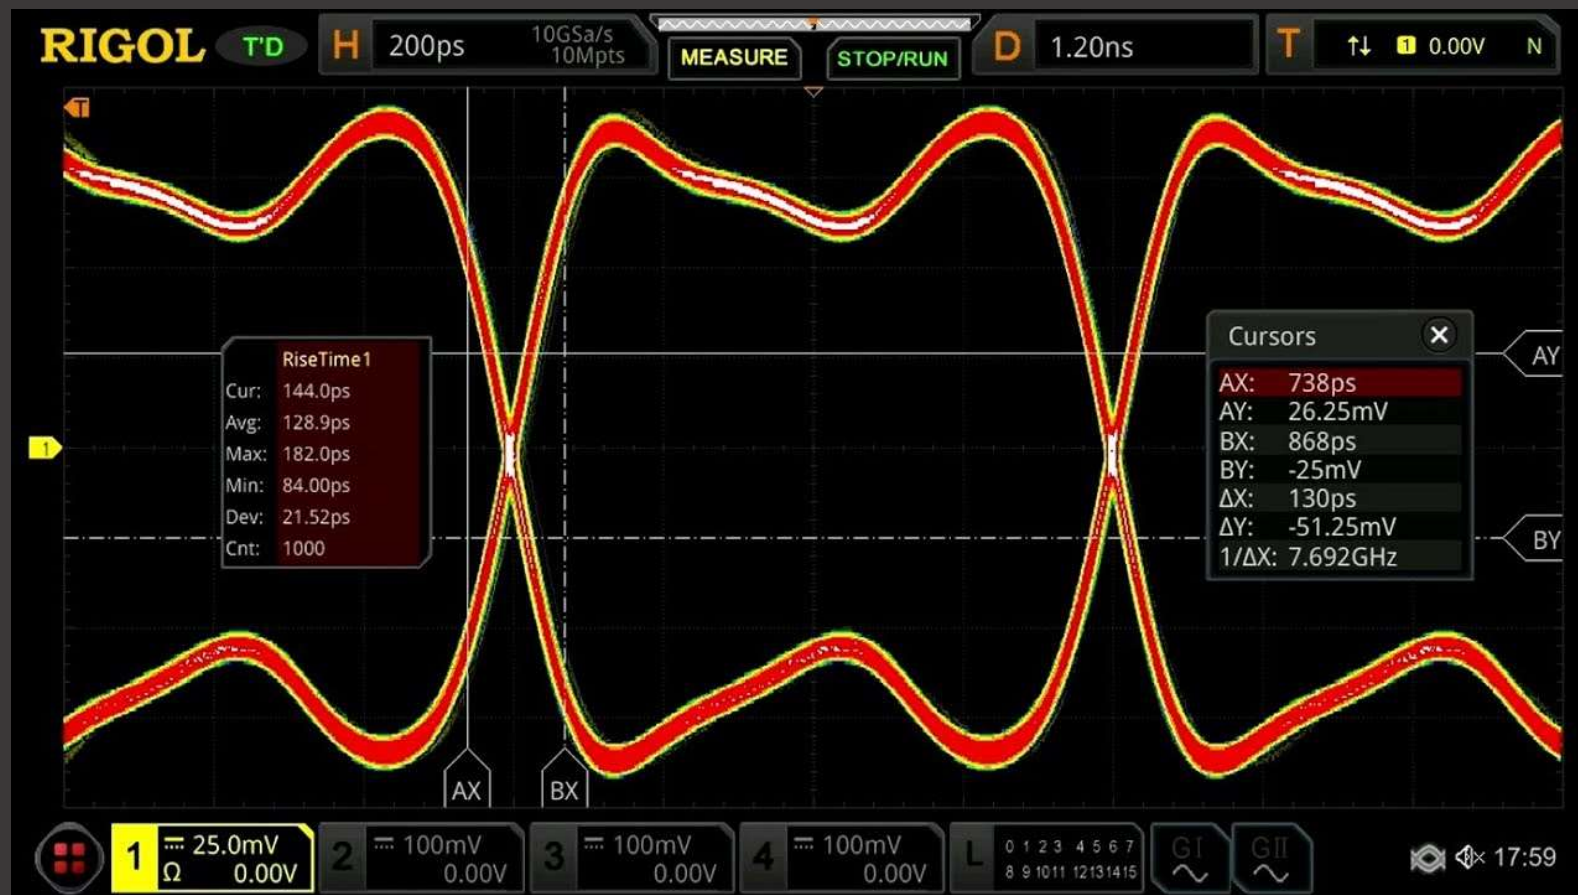 RIGOL T'D H 200ps 10GSa/s 10Mpts MEASURE STOP/RUN D 1.20ns T 1 0.00V N
T
RiseTime1
Cur: 144.0ps
Avg: 128.9ps
Max: 182.0ps
Min: 84.00ps
Dev: 21.52ps
Cnt: 1000
Cursors
AX: 738ps
AY: 26.25mV
BX: 868ps
BY: -25mV
ΔX: 130ps
ΔY: -51.25mV
1/ΔX: 7.692GHz
AY
1
BY
AX BX
1 25.0mV
Ω 0.00V
2 100mV
0.00V
3 100mV
0.00V
4 100mV
0.00V
L 0 1 2 3 4 5 6 7
8 9 10 11 12 13 14 15
GI GII
17:59